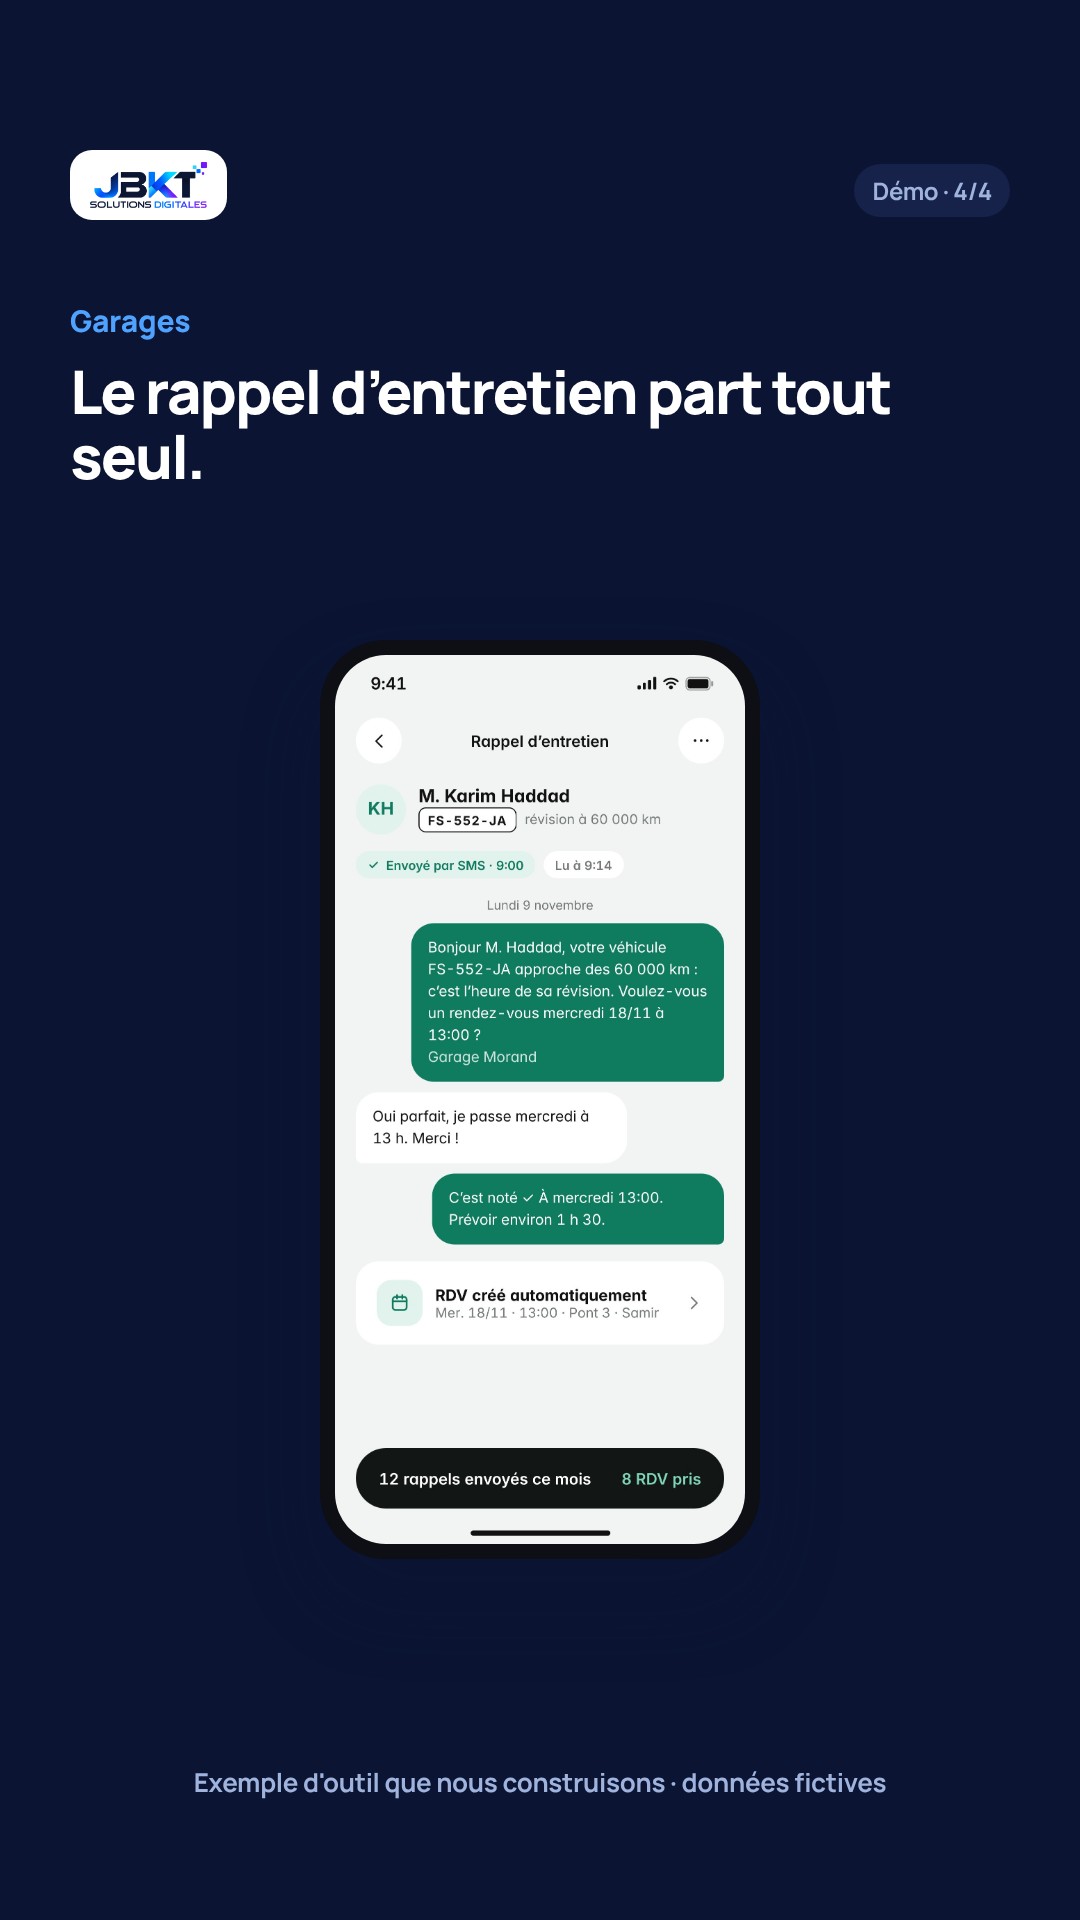 JBKT
SOLUTIONS DIGITALES
Démo · 4/4
Garages
Le rappel d’entretien part tout
seul.
9:41
Rappel d’entretien
KH
M. Karim Haddad
FS-552-JA révision à 60 000 km
✓ Envoyé par SMS · 9:00
Lu à 9:14
Lundi 9 novembre
Bonjour M. Haddad, votre véhicule
FS-552-JA approche des 60 000 km :
c’est l’heure de sa révision. Voulez-vous
un rendez-vous mercredi 18/11 à
13:00 ?
Garage Morand
Oui parfait, je passe mercredi à
13 h. Merci !
C’est noté ✓ À mercredi 13:00.
Prévoir environ 1 h 30.
RDV créé automatiquement
Mer. 18/11 · 13:00 · Pont 3 · Samir
12 rappels envoyés ce mois 8 RDV pris
Exemple d'outil que nous construisons · données fictives